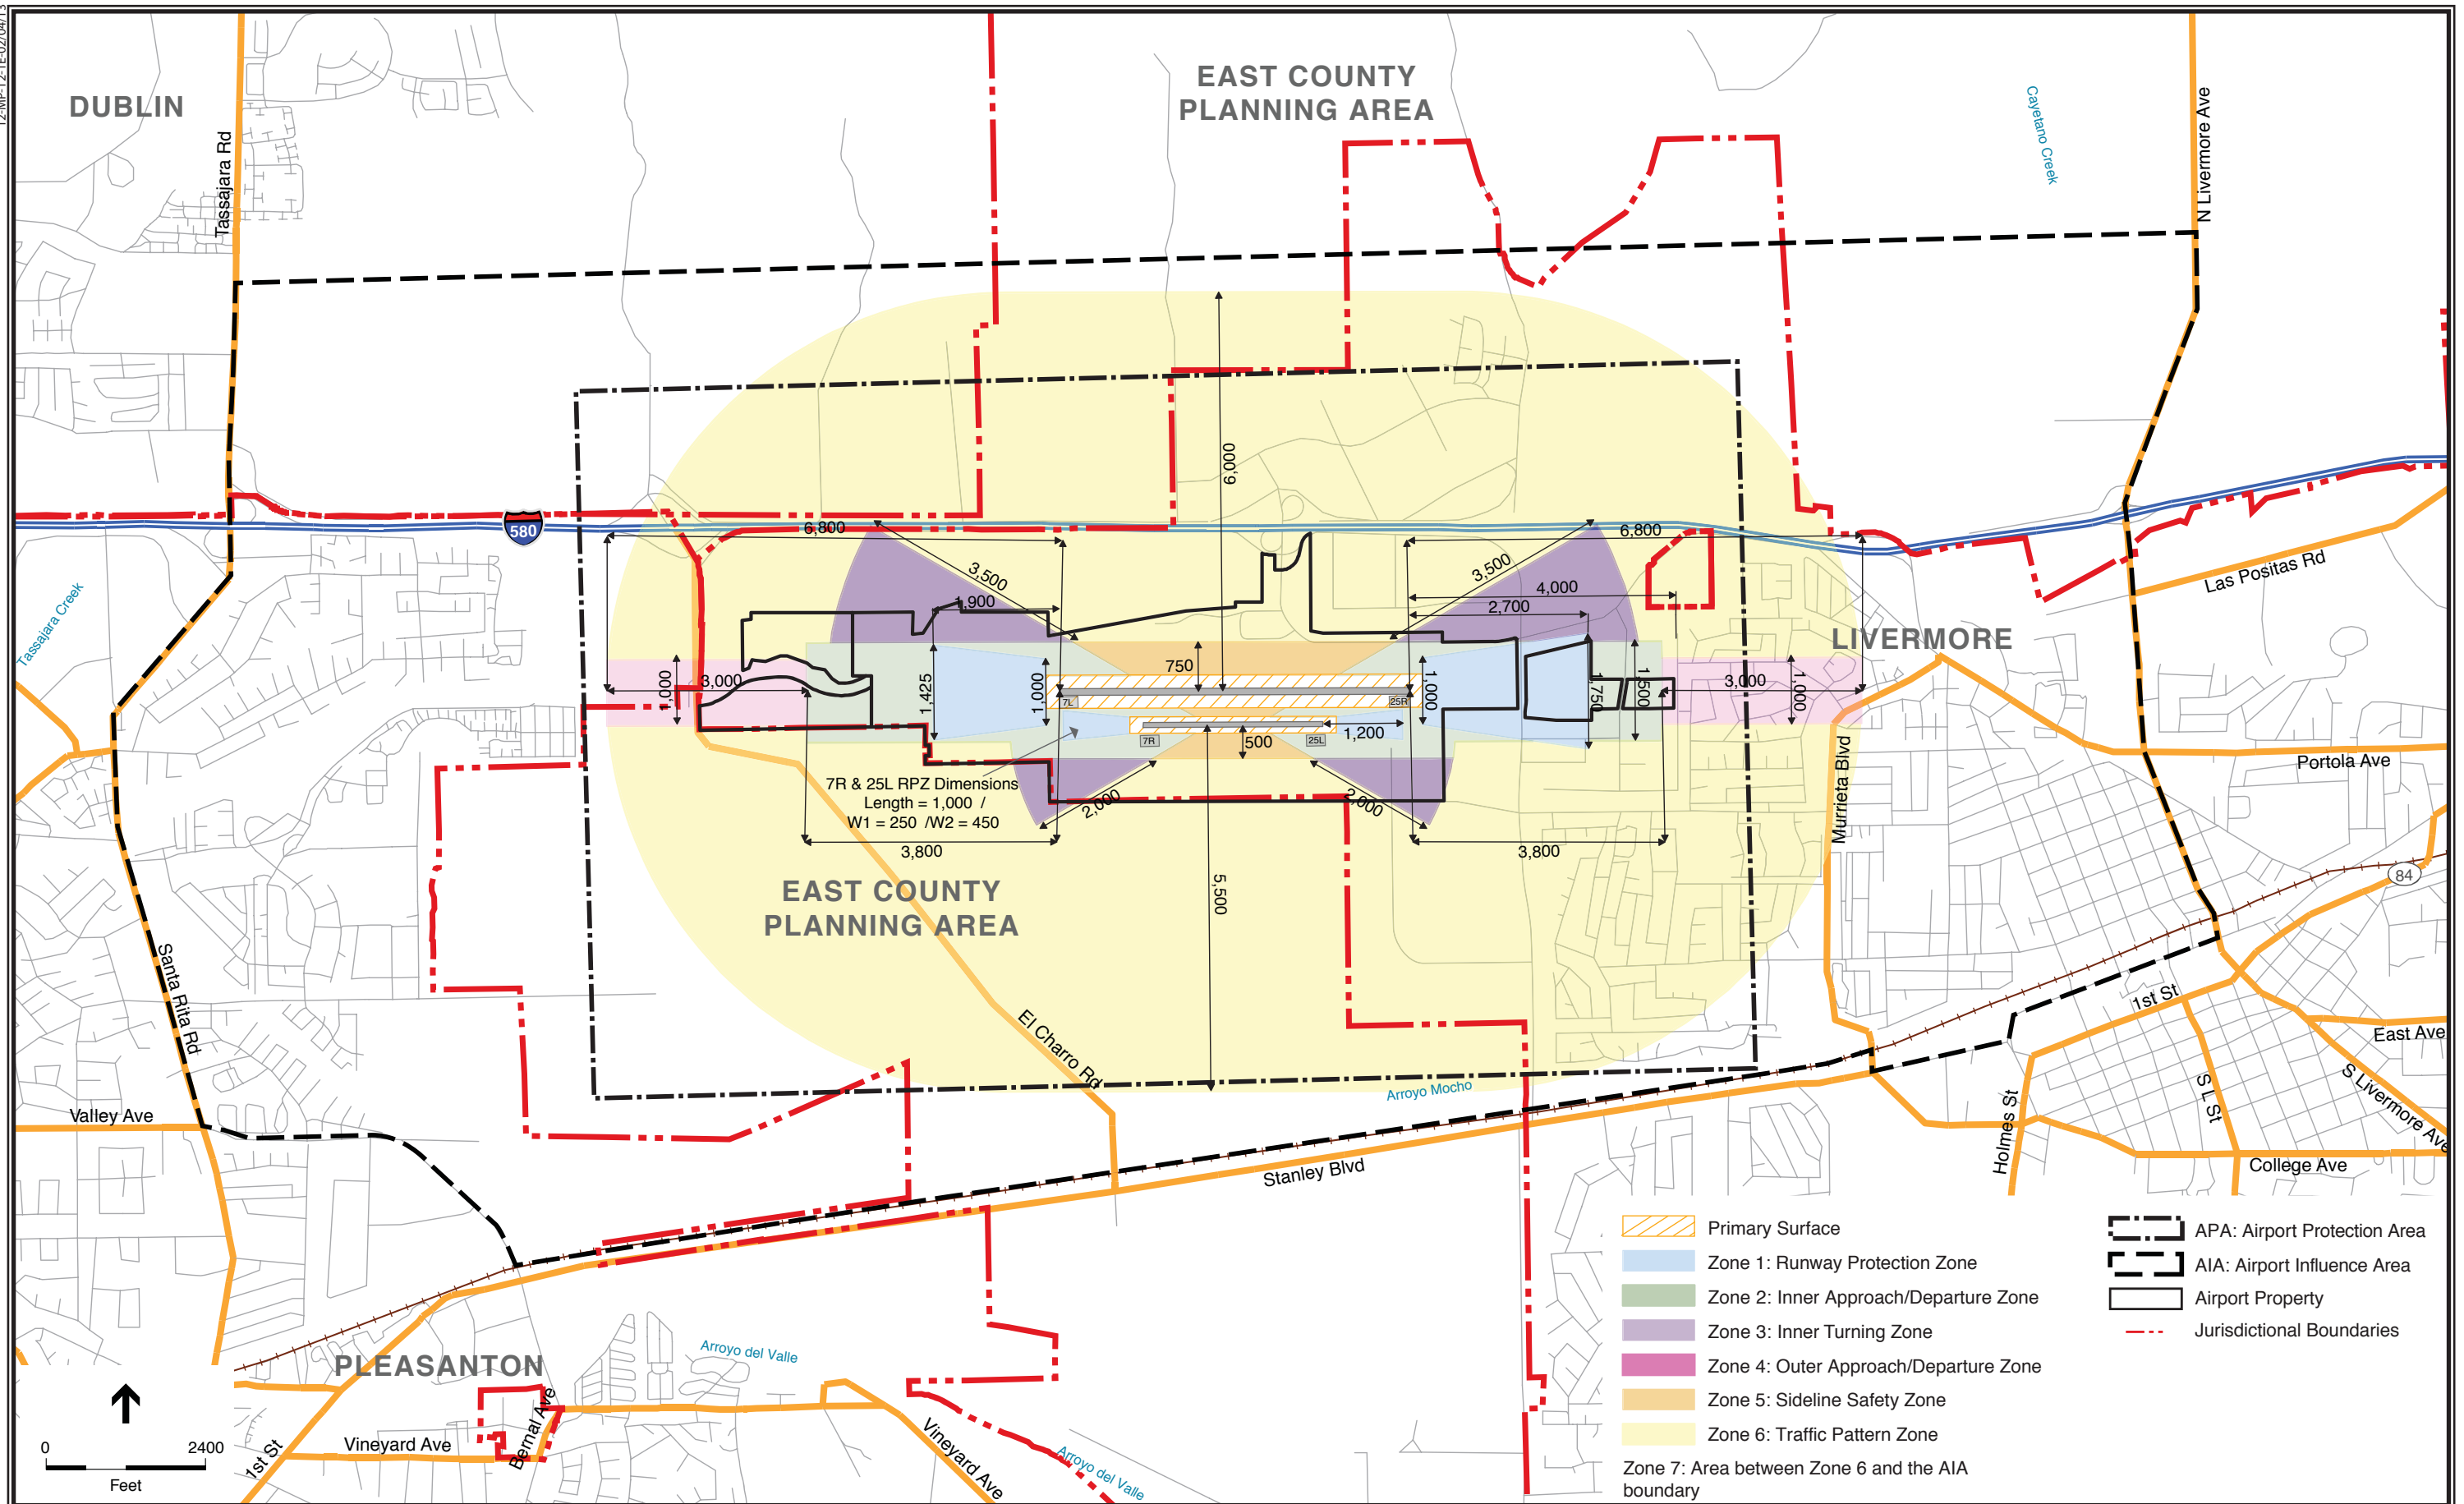 EAST COUNTY
PLANNING AREA
DUBLIN
Tassajara Rd
Cayetano Creek
N Livermore Ave
6,000
580
6,800
6,800
3,500
3,500
1,900
4,000
2,700
Las Positas Rd
Tassajara Creek
LIVERMORE
750
1,000
3,000
1,425
1,000
7L
25R
1,000
1,750
1,500
3,000
1,000
7R
25L
500
1,200
7R & 25L RPZ Dimensions
Length = 1,000 /
W1 = 250 /W2 = 450
2,000
2,000
3,800
3,800
Murrieta Blvd
Portola Ave
84
EAST COUNTY
PLANNING AREA
5,500
Santa Rita Rd
El Charro Rd
1st St
East Ave
Arroyo Mocho
S Livermore Ave
S L St
Holmes St
Valley Ave
Stanley Blvd
College Ave
Primary Surface
Zone 1: Runway Protection Zone
Zone 2: Inner Approach/Departure Zone
Zone 3: Inner Turning Zone
Zone 4: Outer Approach/Departure Zone
Zone 5: Sideline Safety Zone
Zone 6: Traffic Pattern Zone
Zone 7: Area between Zone 6 and the AIA
boundary
APA: Airport Protection Area
AIA: Airport Influence Area
Airport Property
Jurisdictional Boundaries
Arroyo del Valle
PLEASANTON
Bernal Ave
Vineyard Ave
1st St
Vineyard Ave
Arroyo del Valle
0 2400
Feet